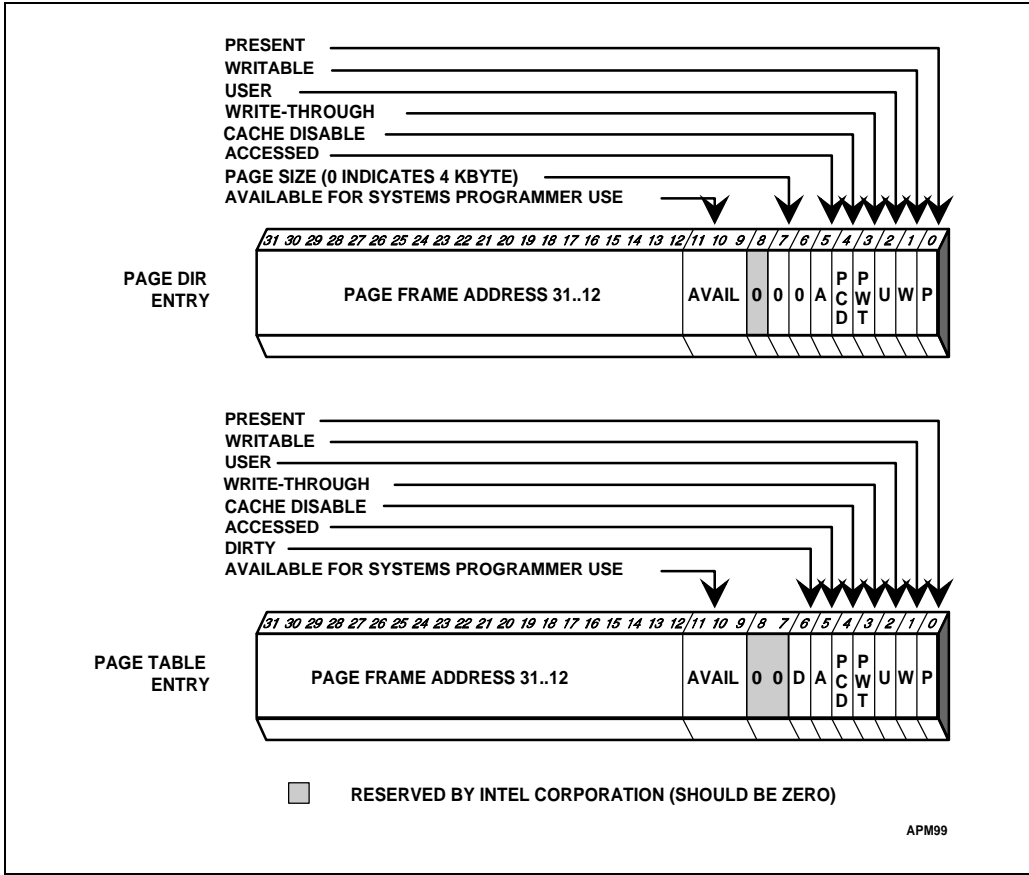 PRESENT
WRITABLE
USER
WRITE-THROUGH
CACHE DISABLE
ACCESSED
PAGE SIZE (0 INDICATES 4 KBYTE)
AVAILABLE FOR SYSTEMS PROGRAMMER USE
31 30 29 28 27 26 25 24 23 22 21 20 19 18 17 16 15 14 13 12 11 10 9 8 7 6 5 4 3 2 1 0
PAGE DIR
ENTRY
PAGE FRAME ADDRESS 31..12 AVAIL 0 0 0 A PCD PWT U W P
PRESENT
WRITABLE
USER
WRITE-THROUGH
CACHE DISABLE
ACCESSED
DIRTY
AVAILABLE FOR SYSTEMS PROGRAMMER USE
31 30 29 28 27 26 25 24 23 22 21 20 19 18 17 16 15 14 13 12 11 10 9 8 7 6 5 4 3 2 1 0
PAGE TABLE
ENTRY
PAGE FRAME ADDRESS 31..12 AVAIL 0 0 D A PCD PWT U W P
RESERVED BY INTEL CORPORATION (SHOULD BE ZERO)
APM99